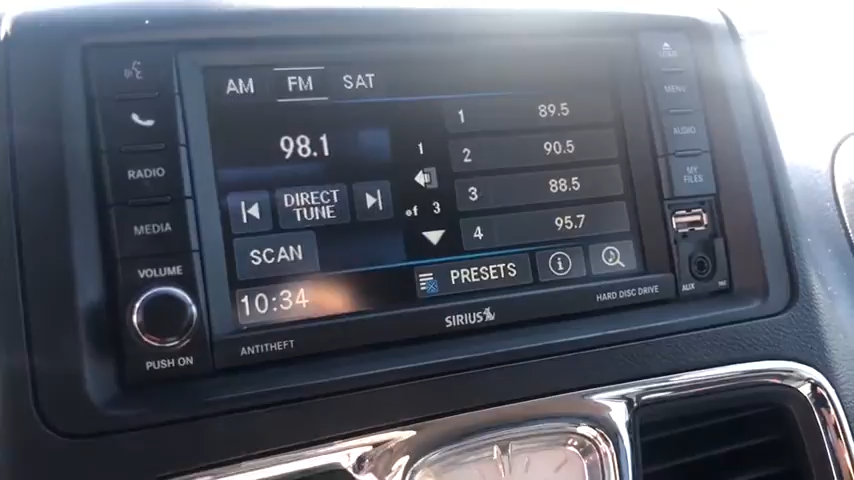 AM FM SAT
98.1
DIRECT
TUNE
SCAN
10:34
1
of 3
1 89.5
2 90.5
3 88.5
4 95.7
PRESETS
RADIO
MEDIA
VOLUME
PUSH ON
ANTITHEFT
SIRIUS
HARD DISC DRIVE
MENU
AUDIO
MY
FILES
AUX